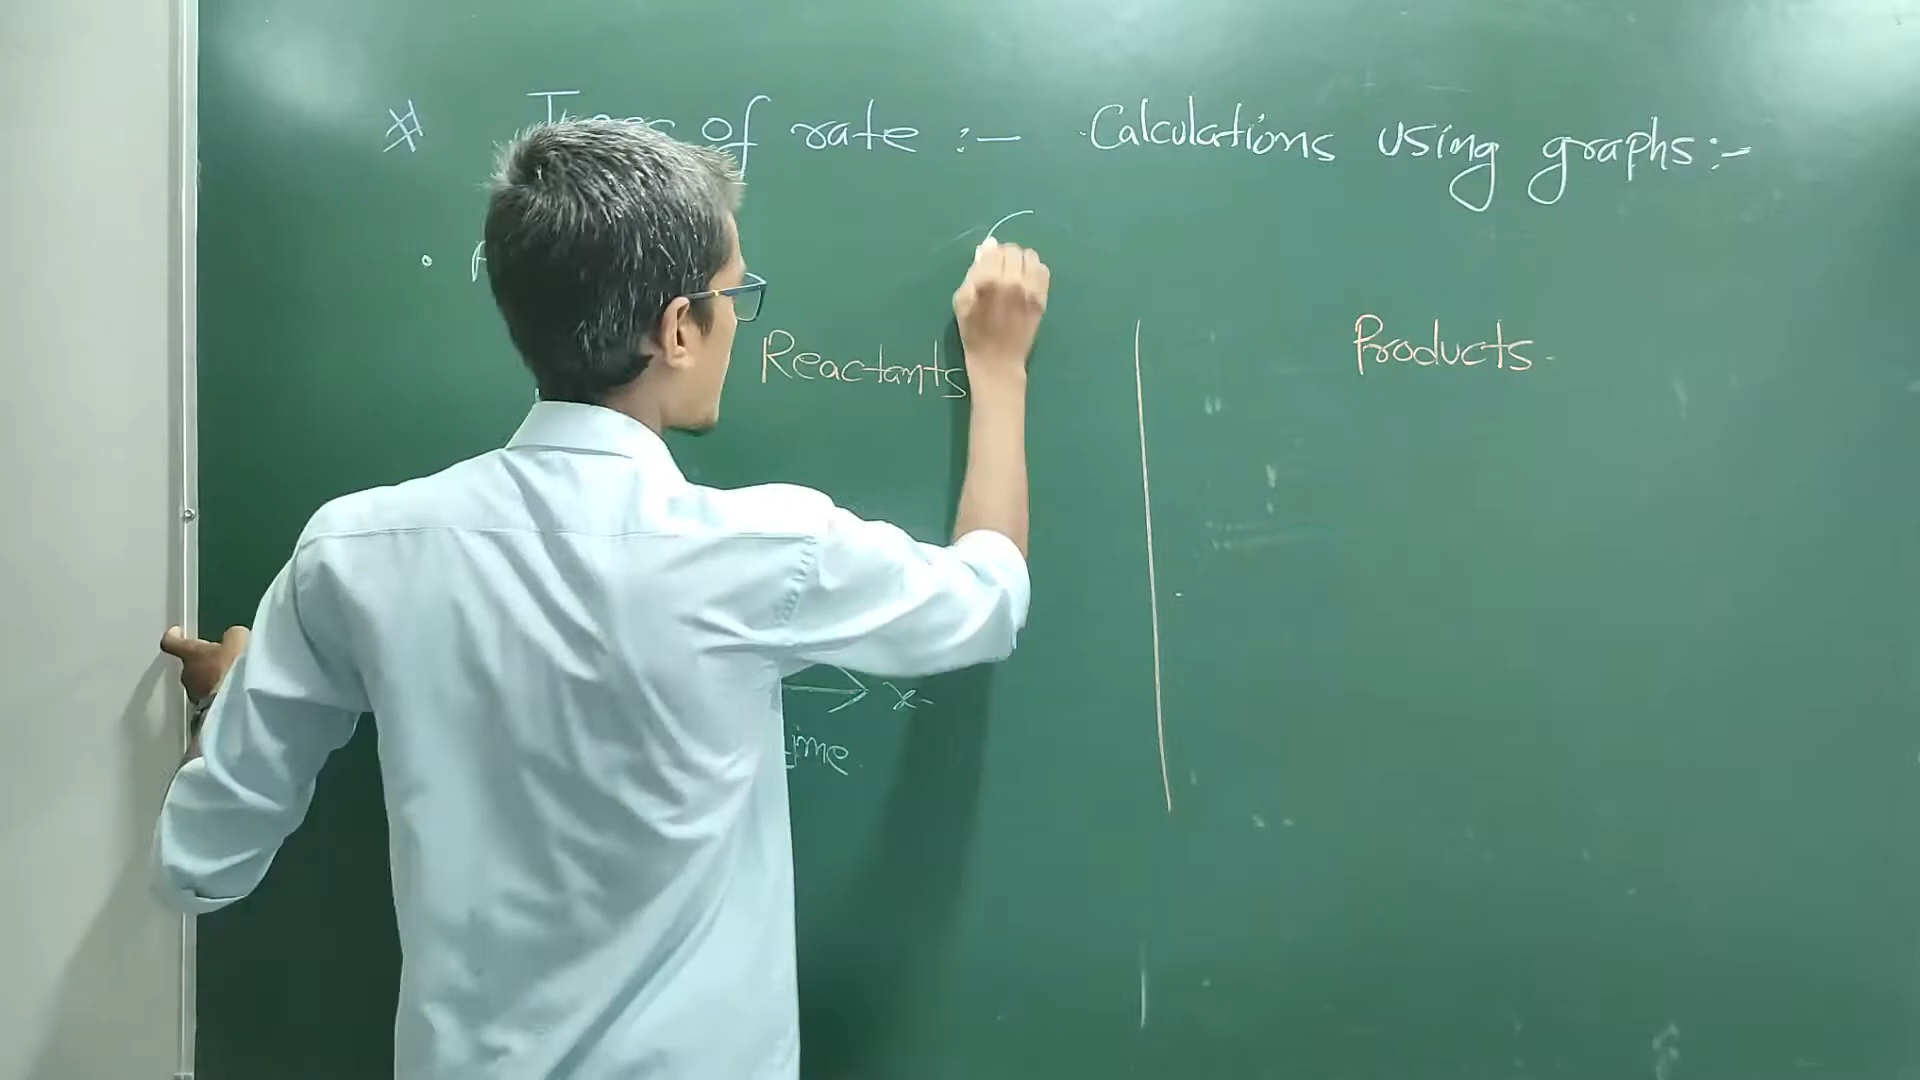 of rate :- Calculations using graphs :-
Reactants
Products
x
time